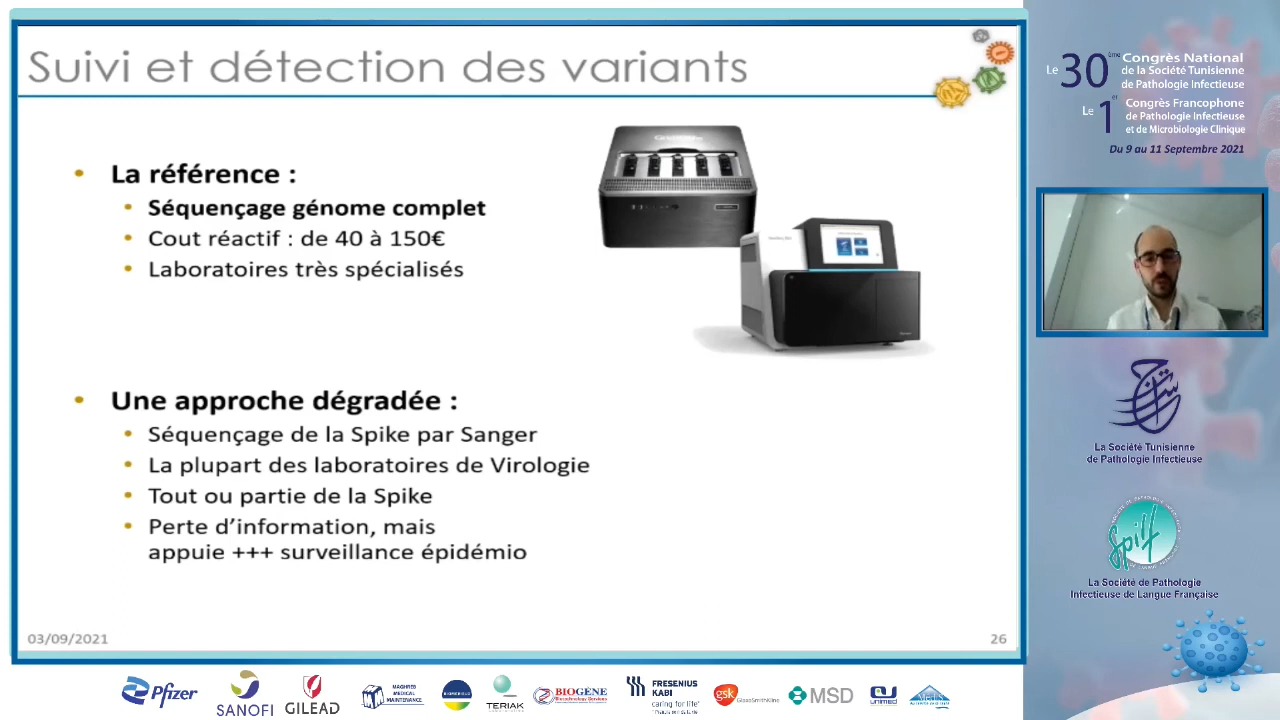 Suivi et détection des variants
• La référence :
• Séquençage génome complet
• Cout réactif : de 40 à 150€
• Laboratoires très spécialisés
• Une approche dégradée :
• Séquençage de la Spike par Sanger
• La plupart des laboratoires de Virologie
• Tout ou partie de la Spike
• Perte d’information, mais
appuie +++ surveillance épidémio
03/09/2021
26
Le 30ème Congrès National
de la Société Tunisienne
de Pathologie Infectieuse
Le 1er Congrès Francophone
de Pathologie Infectieuse
et de Microbiologie Clinique
Du 9 au 11 Septembre 2021
La Société Tunisienne
de Pathologie Infectieuse
Spilf
La Société de Pathologie
Infectieuse de Langue Française
Pfizer
SANOFI
GILEAD
MAGHREB
MEDICAL
MAINTENANCE
TERIAK
BIOGENE
FRESENIUS
KABI
caring for life
gsk
GlaxoSmithKline
MSD
UNIMED